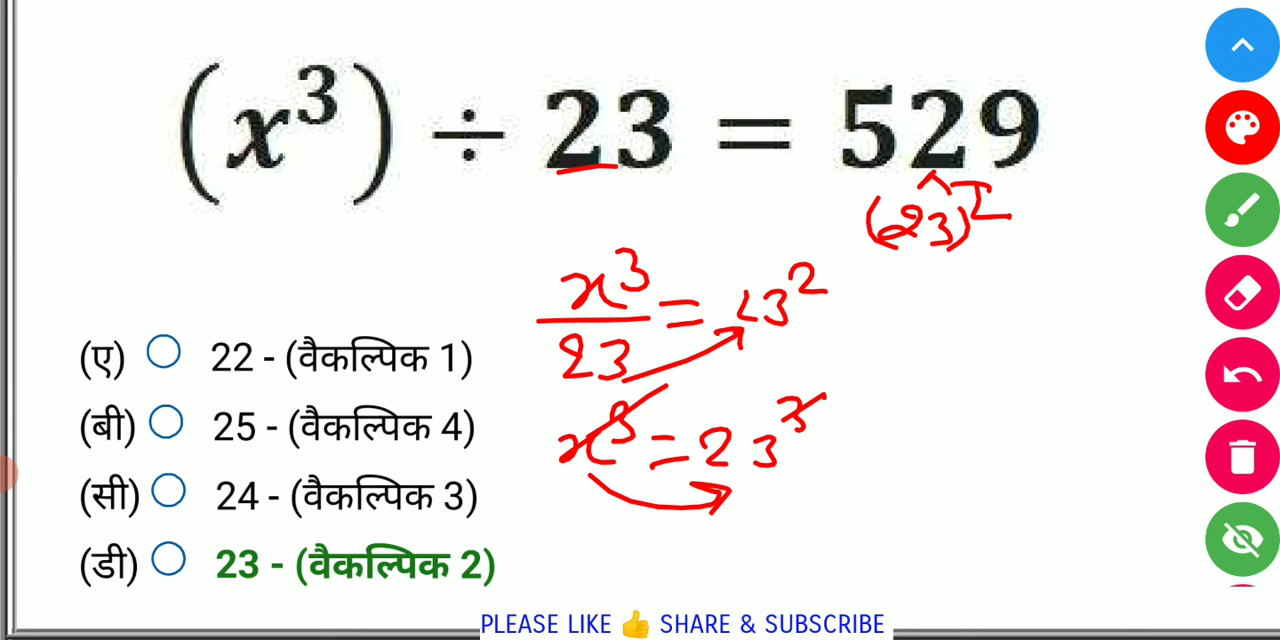 (x³) ÷ 23 = 529
(23)²
x³/23 = 23²
x³ = 23³
(ए) 22 - (वैकल्पिक 1)
(बी) 25 - (वैकल्पिक 4)
(सी) 24 - (वैकल्पिक 3)
(डी) 23 - (वैकल्पिक 2)
PLEASE LIKE 👍 SHARE & SUBSCRIBE